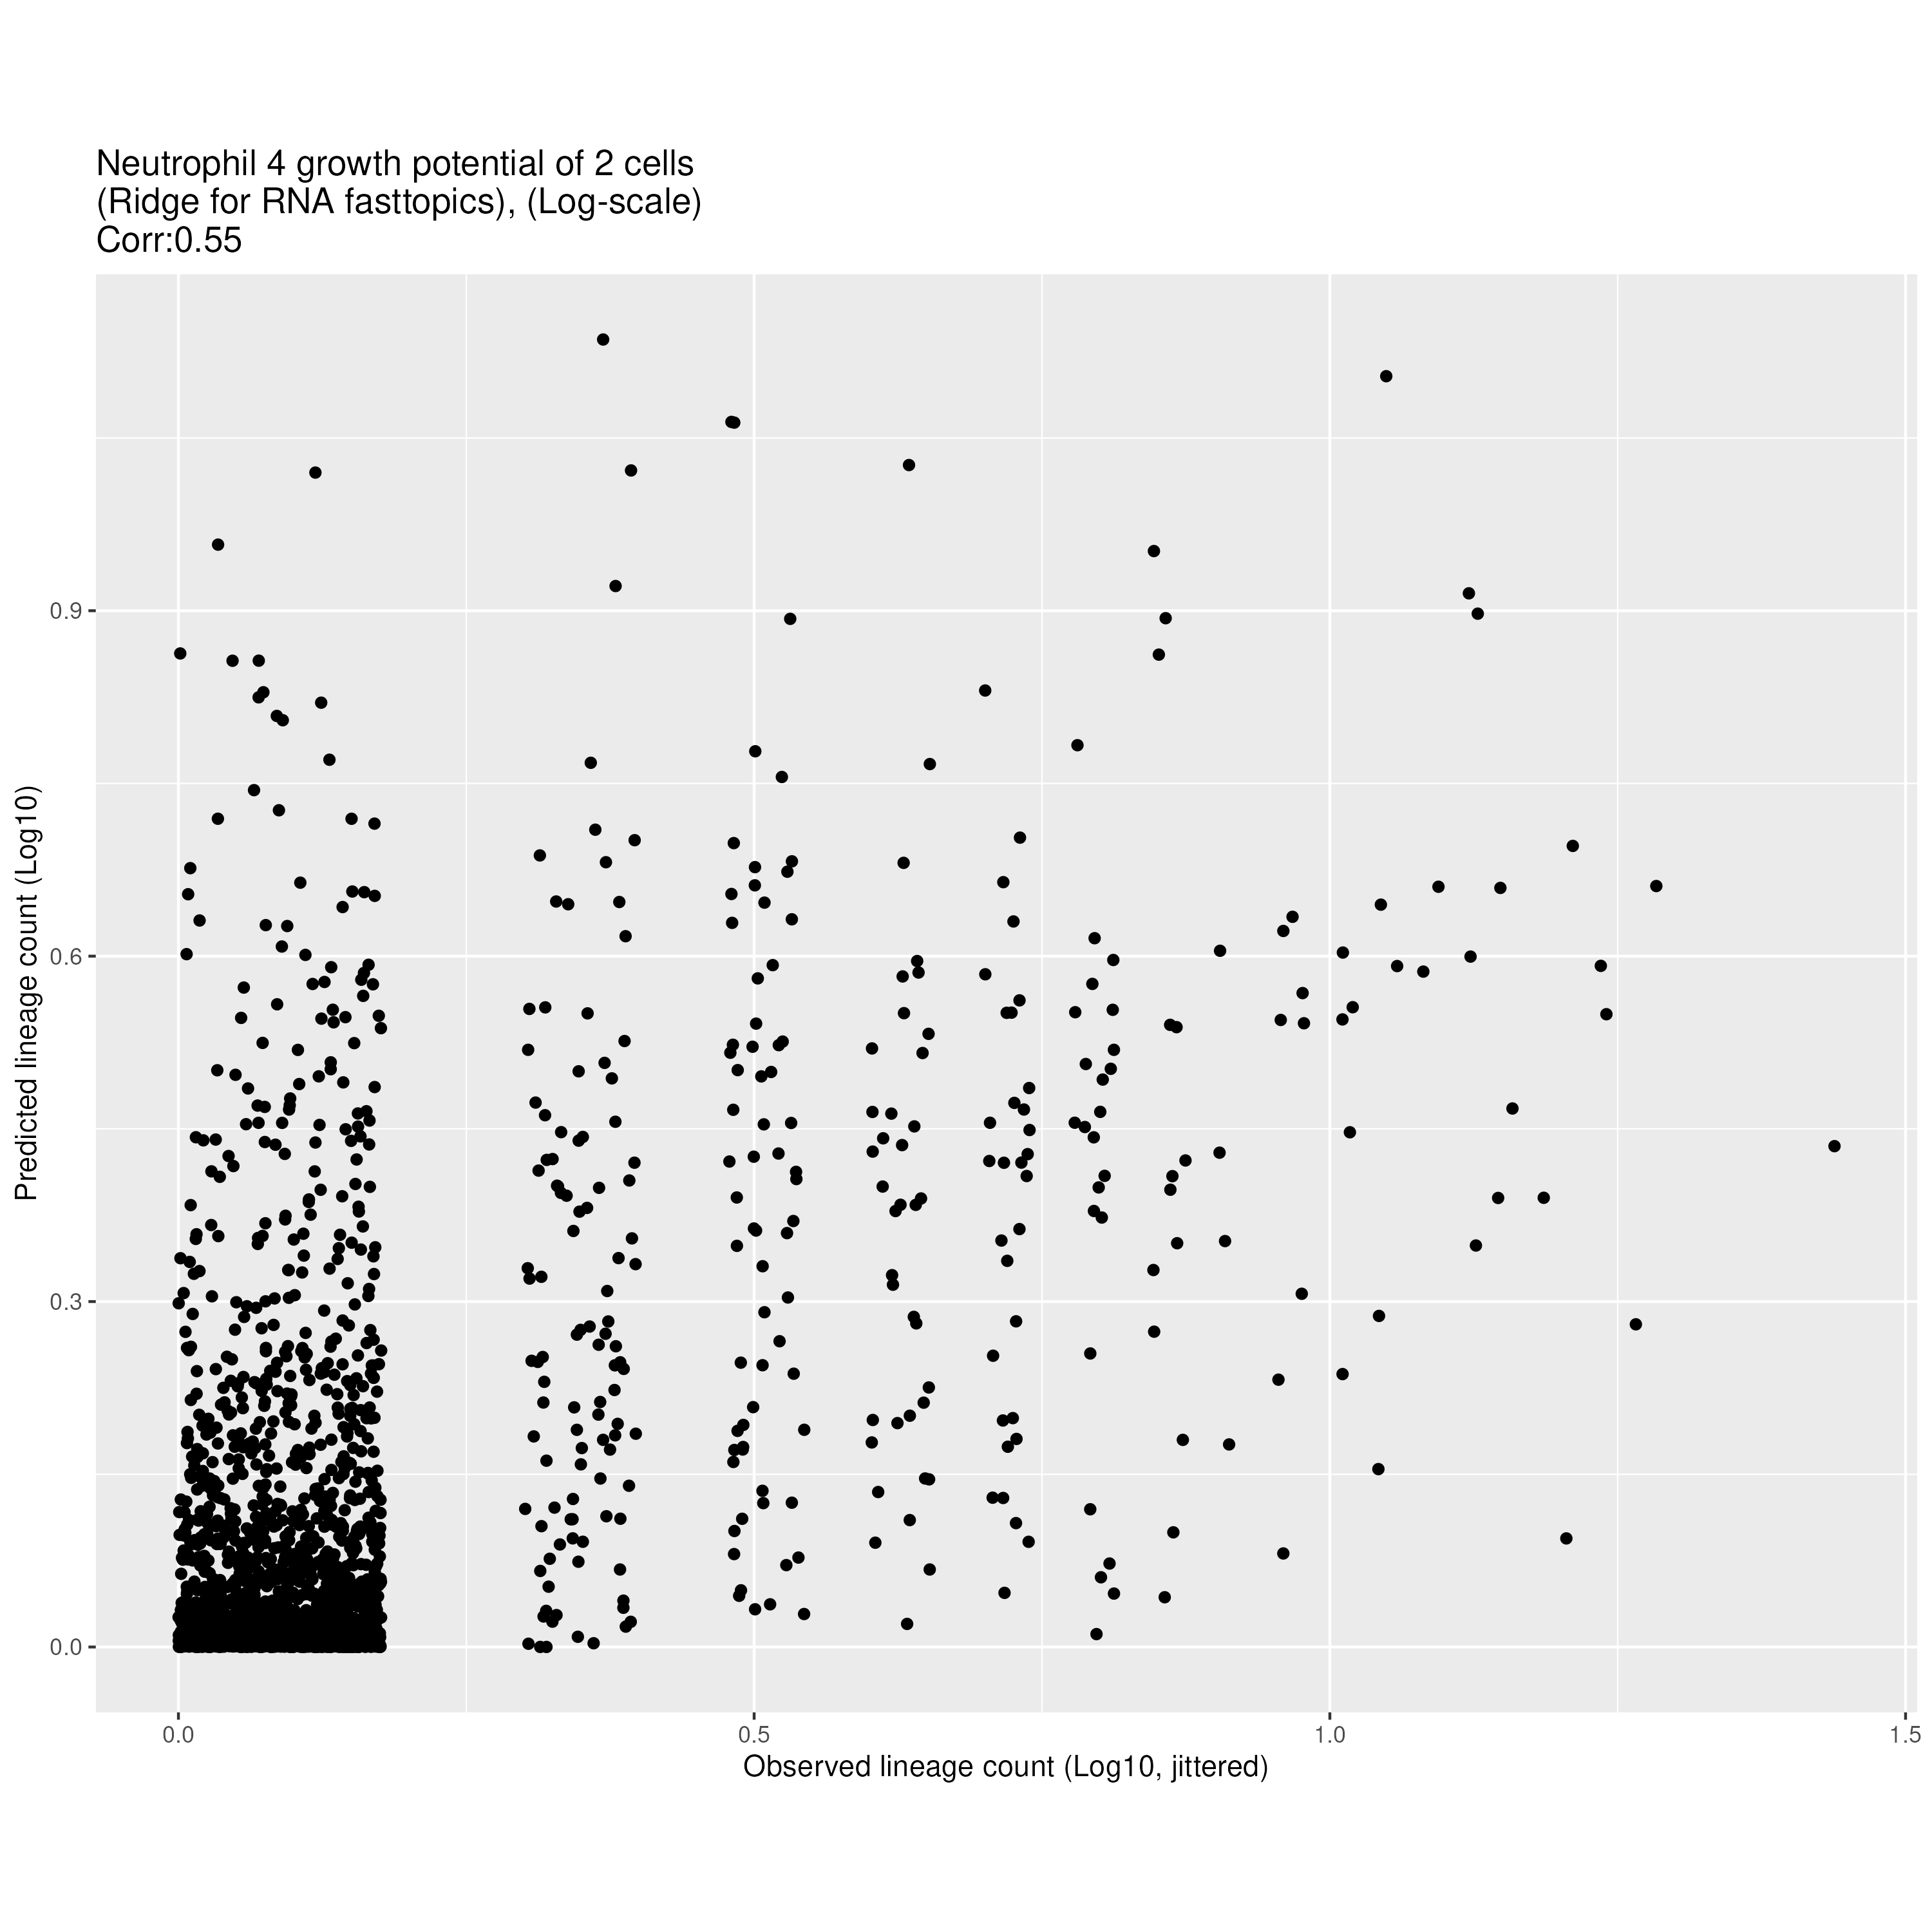 Neutrophil 4 growth potential of 2 cells
(Ridge for RNA fasttopics), (Log-scale)
Corr:0.55
Predicted lineage count (Log10)
0.9
0.6
0.3
0.0
0.0
0.5
1.0
1.5
Observed lineage count (Log10, jittered)